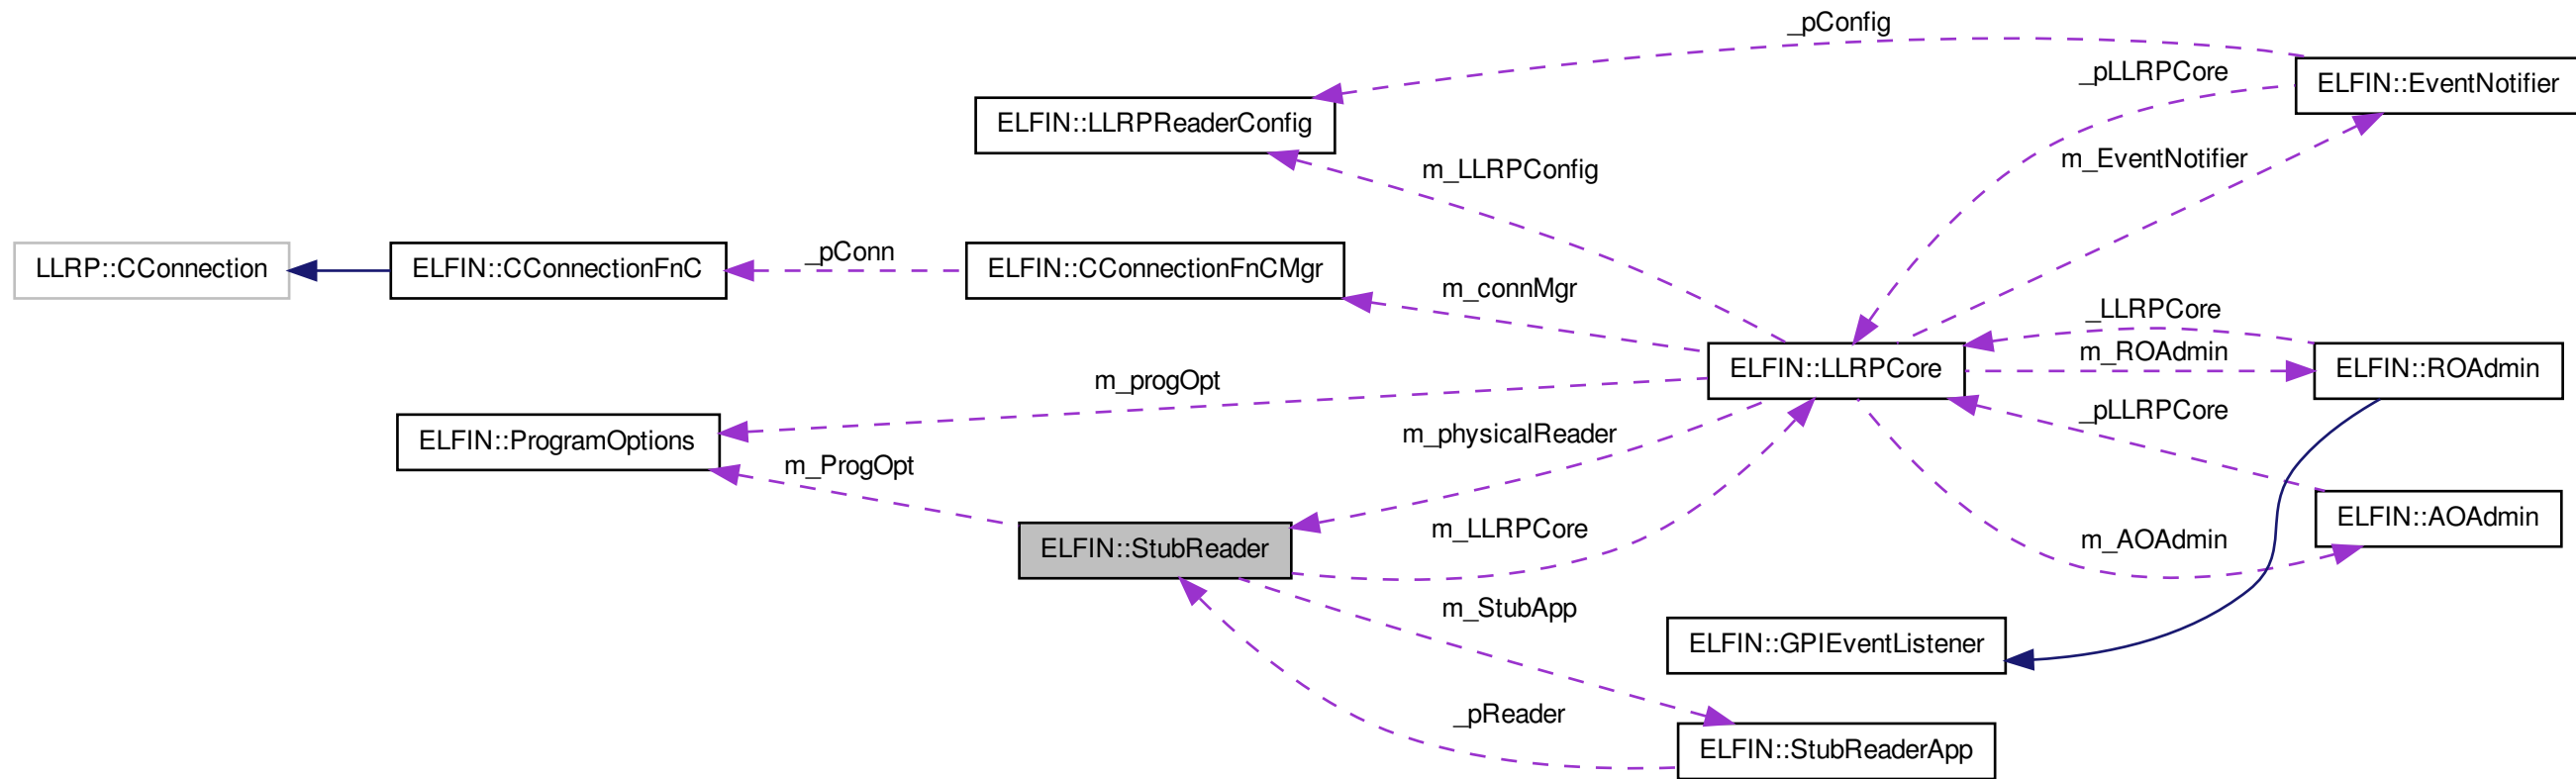 _pConfig
_pLLRPCore
ELFIN::EventNotifier
ELFIN::LLRPReaderConfig
m_EventNotifier
m_LLRPConfig
_pConn
LLRP::CConnection
ELFIN::CConnectionFnC
ELFIN::CConnectionFnCMgr
m_connMgr
_LLRPCore
m_ROAdmin
ELFIN::LLRPCore
ELFIN::ROAdmin
m_progOpt
_pLLRPCore
ELFIN::ProgramOptions
m_physicalReader
m_ProgOpt
ELFIN::AOAdmin
m_LLRPCore
m_AOAdmin
ELFIN::StubReader
m_StubApp
ELFIN::GPIEventListener
_pReader
ELFIN::StubReaderApp